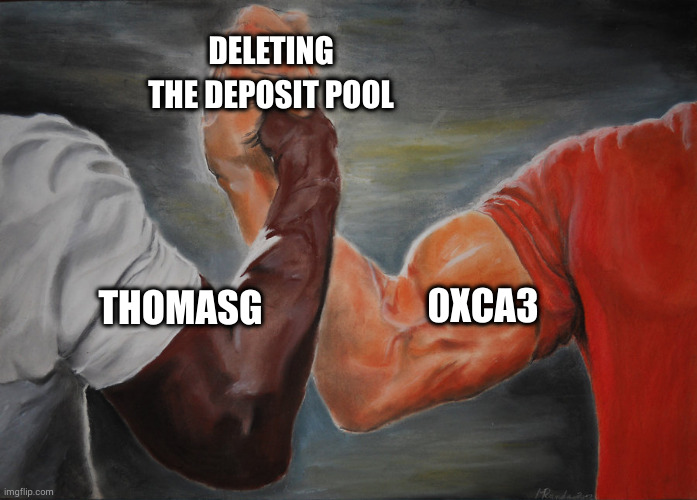 DELETING
THE DEPOSIT POOL
THOMASG
0XCA3
imgflip.com